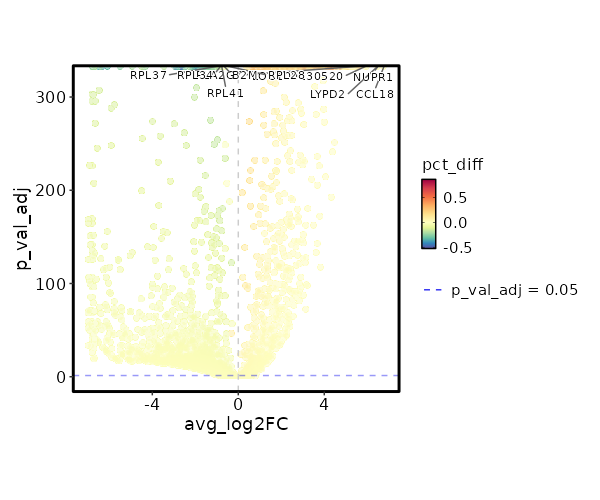 RPL37
NUPR1
RPL41
LYPD2
CCL18
300
200
100
0
p_val_adj
-4
0
4
avg_log2FC
pct_diff
0.5
0.0
-0.5
p_val_adj = 0.05